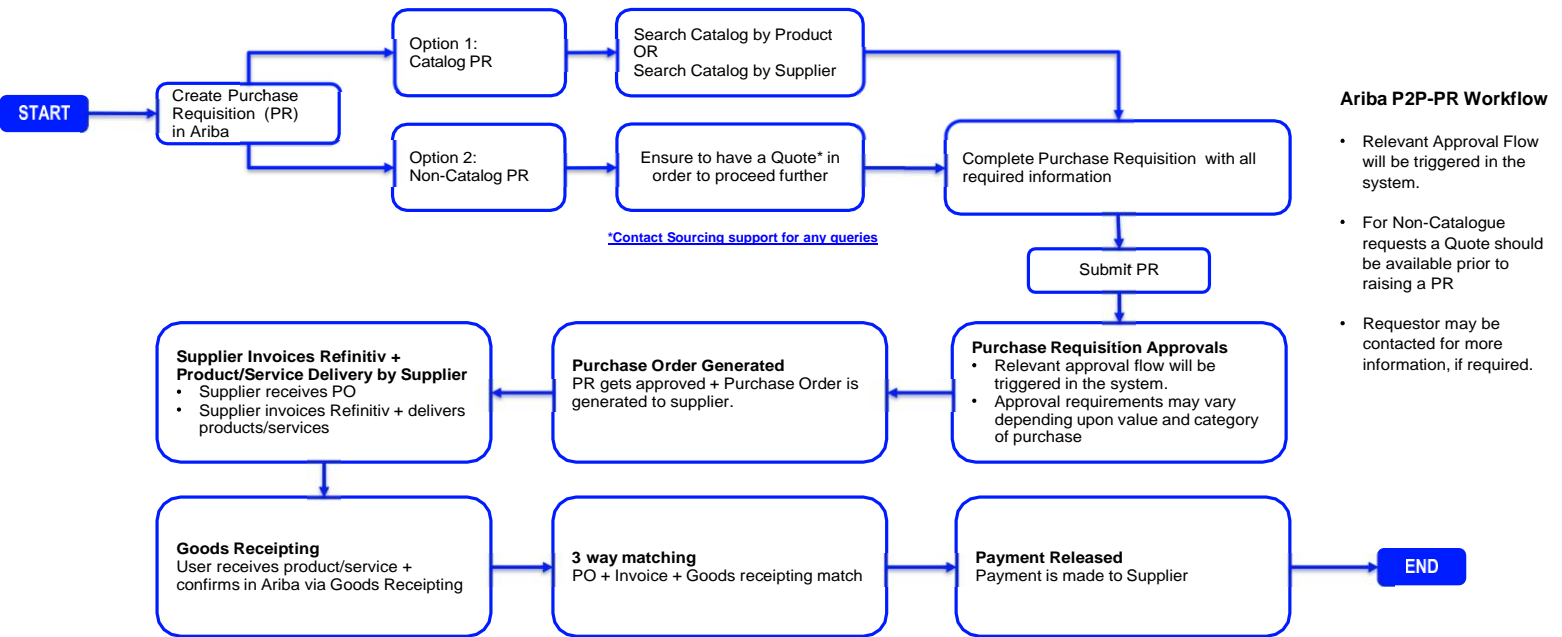 START
Create Purchase
Requisition (PR)
in Ariba
Option 1:
Catalog PR
Search Catalog by Product
OR
Search Catalog by Supplier
Option 2:
Non-Catalog PR
Ensure to have a Quote* in
order to proceed further
*Contact Sourcing support for any queries
Complete Purchase Requisition with all
required information
Submit PR
Purchase Requisition Approvals
• Relevant approval flow will be
triggered in the system.
• Approval requirements may vary
depending upon value and category
of purchase
Purchase Order Generated
PR gets approved + Purchase Order is
generated to supplier.
Supplier Invoices Refinitiv +
Product/Service Delivery by Supplier
• Supplier receives PO
• Supplier invoices Refinitiv + delivers
products/services
Goods Receipting
User receives product/service +
confirms in Ariba via Goods Receipting
3 way matching
PO + Invoice + Goods receipting match
Payment Released
Payment is made to Supplier
END
Ariba P2P-PR Workflow
• Relevant Approval Flow
will be triggered in the
system.
• For Non-Catalogue
requests a Quote should
be available prior to
raising a PR
• Requestor may be
contacted for more
information, if required.